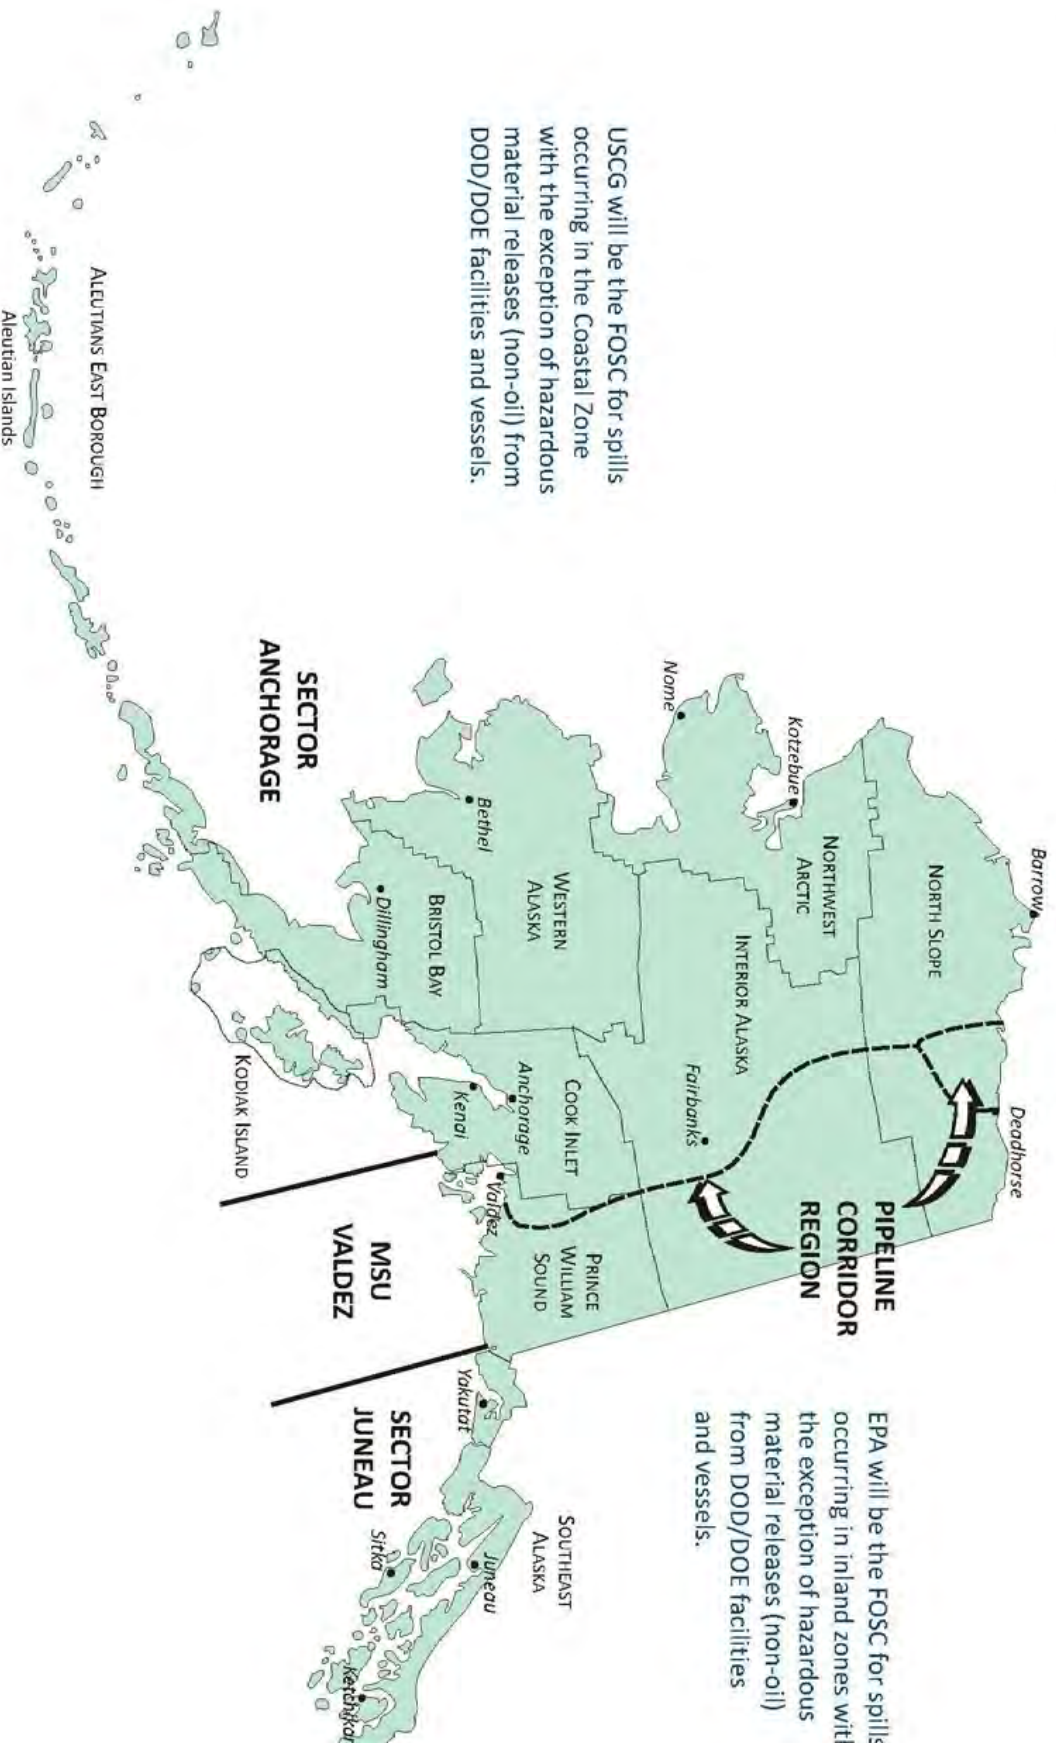 Barrow
Deadhorse
NORTH SLOPE
PIPELINE
CORRIDOR
REGION
Kotzebue
NORTHWEST
ARCTIC
EPA will be the FOSC for spills
occurring in inland zones with
the exception of hazardous
material releases (non-oil)
from DOD/DOE facilities
and vessels.
INTERIOR ALASKA
Nome
Fairbanks
USCG will be the FOSC for spills
occurring in the Coastal Zone
with the exception of hazardous
material releases (non-oil) from
DOD/DOE facilities and vessels.
WESTERN
ALASKA
COOK INLET
PRINCE
WILLIAM
SOUND
SOUTHEAST
ALASKA
Bethel
Anchorage
Valdez
Juneau
Kenai
Yakutat
BRISTOL BAY
Dillingham
SECTOR
JUNEAU
Sitka
MSU
VALDEZ
Ketchikan
SECTOR
ANCHORAGE
KODIAK ISLAND
ALEUTIANS EAST BOROUGH
Aleutian Islands